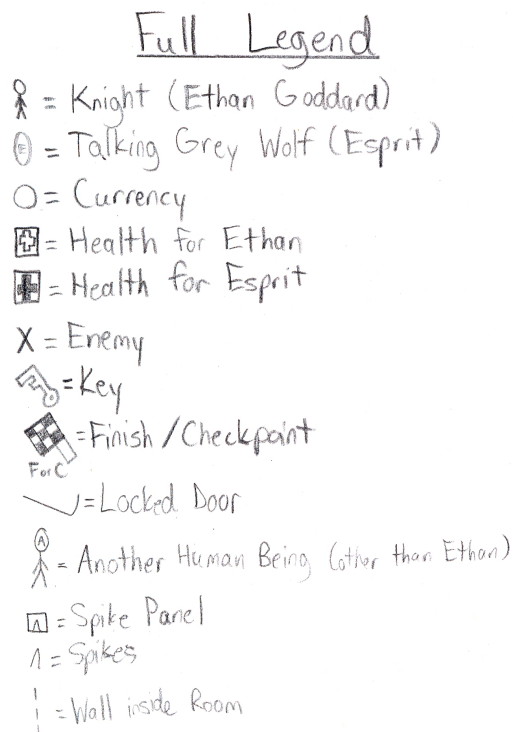 Full Legend
= Knight (Ethan Goddard)
E = Talking Grey Wolf (Esprit)
= Currency
= Health for Ethan
= Health for Esprit
X = Enemy
= Key
= Finish / Checkpoint
F or C
= Locked Door
A = Another Human Being (other than Ethan)
= Spike Panel
= Spikes
= Wall inside Room